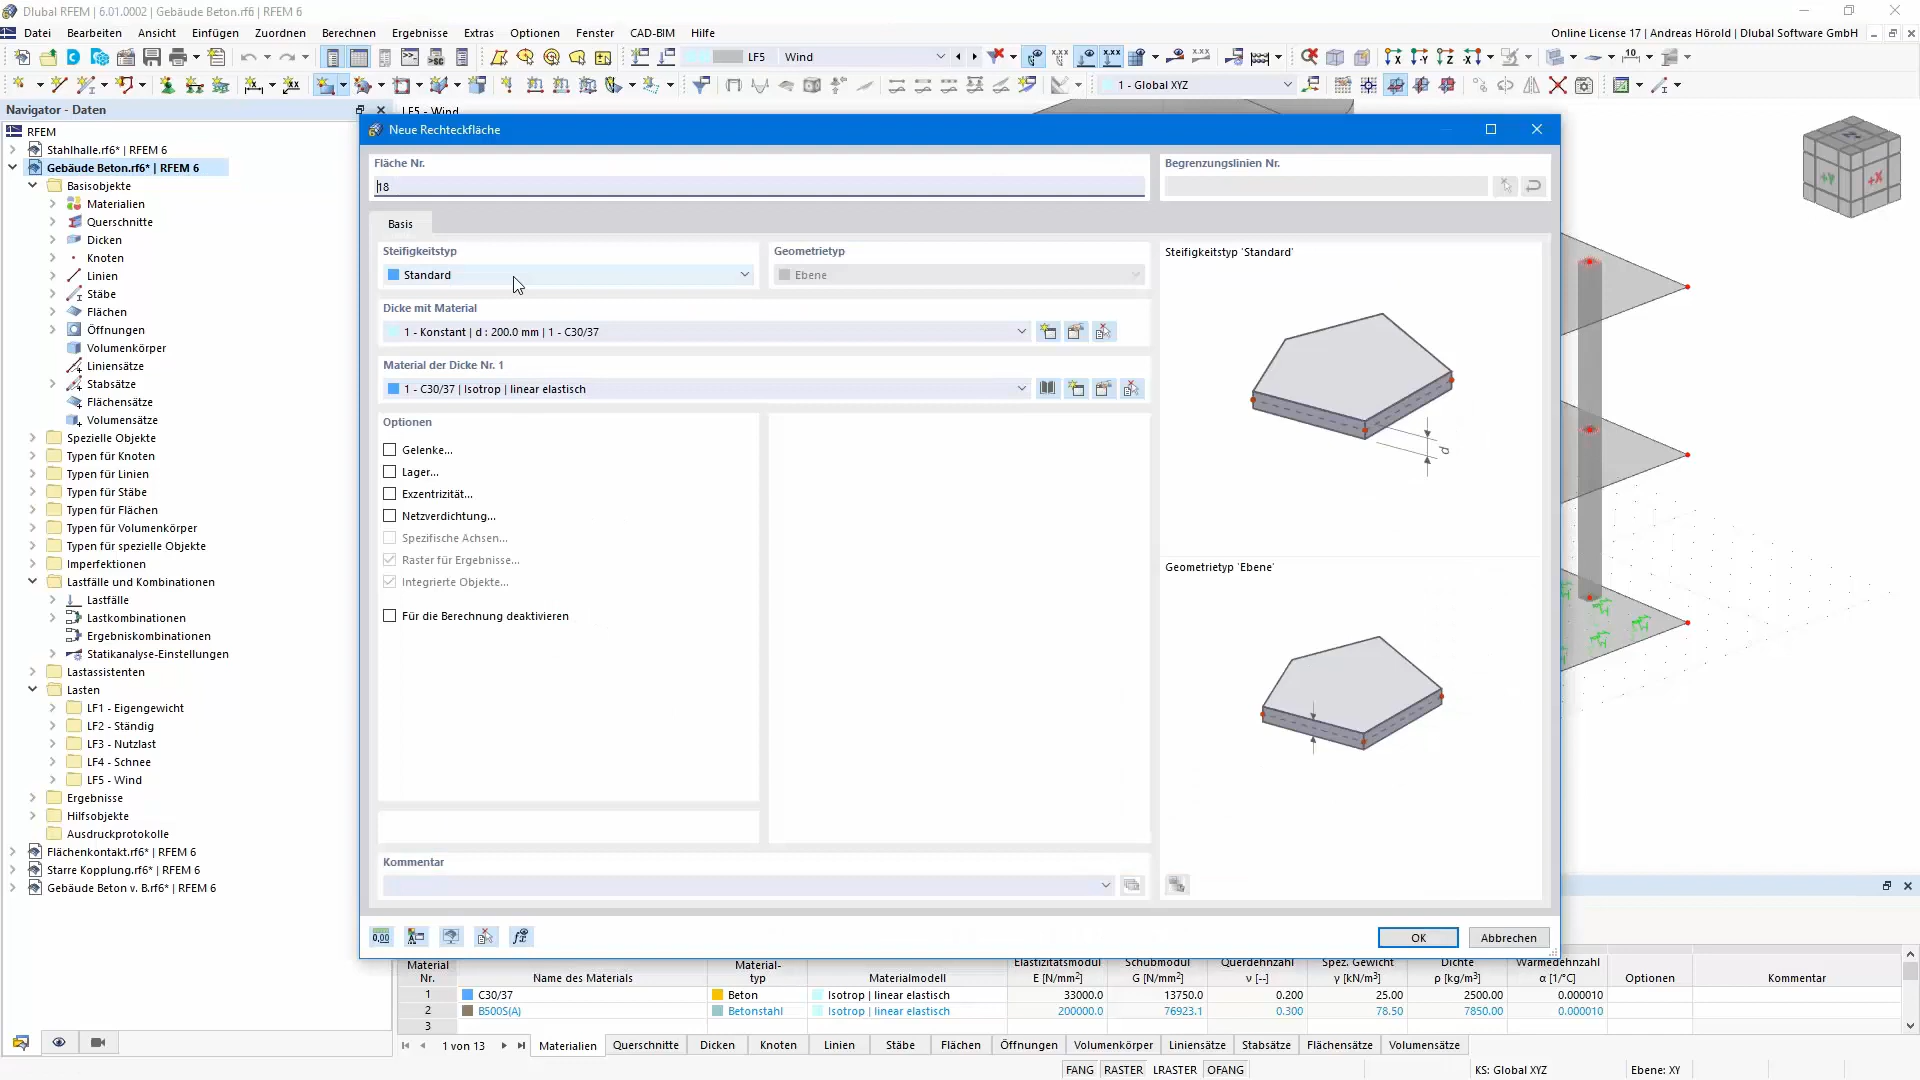 Dlubal RFEM | 6.01.0002 | Gebäude Beton.rf6 | RFEM 6
Datei Bearbeiten Ansicht Einfügen Zuordnen Berechnen Ergebnisse Extras Optionen Fenster CAD-BIM Hilfe
Online License 17 | Andreas Hörold | Dlubal Software GmbH
LF5 Wind
1 - Global XYZ
Navigator - Daten
LF5 - Wind
RFEM
Stahlhalle.rf6* | RFEM 6
Gebäude Beton.rf6* | RFEM 6
Basisobjekte
Materialien
Querschnitte
Dicken
Knoten
Linien
Stäbe
Flächen
Öffnungen
Volumenkörper
Liniensätze
Stabsätze
Flächensätze
Volumensätze
Spezielle Objekte
Typen für Knoten
Typen für Linien
Typen für Stäbe
Typen für Flächen
Typen für Volumenkörper
Typen für spezielle Objekte
Imperfektionen
Lastfälle und Kombinationen
Lastfälle
Lastkombinationen
Ergebniskombinationen
Statikanalyse-Einstellungen
Lastassistenten
Lasten
LF1 - Eigengewicht
LF2 - Ständig
LF3 - Nutzlast
LF4 - Schnee
LF5 - Wind
Ergebnisse
Hilfsobjekte
Ausdruckprotokolle
Flächenkontakt.rf6* | RFEM 6
Starre Kopplung.rf6* | RFEM 6
Gebäude Beton v. B.rf6* | RFEM 6
Neue Rechteckfläche
Fläche Nr.
18
Begrenzungslinien Nr.
Basis
Steifigkeitstyp
Standard
Geometrietyp
Ebene
Dicke mit Material
1 - Konstant | d : 200.0 mm | 1 - C30/37
Material der Dicke Nr. 1
1 - C30/37 | Isotrop | linear elastisch
Optionen
Gelenke...
Lager...
Exzentrizität...
Netzverdichtung...
Spezifische Achsen...
Raster für Ergebnisse...
Integrierte Objekte...
Für die Berechnung deaktivieren
Kommentar
Steifigkeitstyp 'Standard'
d
Geometrietyp 'Ebene'
+Y +X
OK Abbrechen
Material Nr. Name des Materials Material-typ Materialmodell Elastizitätsmodul E [N/mm²] Schubmodul G [N/mm²] Querdehnzahl ν [--] Spez. Gewicht γ [kN/m³] Dichte ρ [kg/m³] Wärmedehnzahl α [1/°C] Optionen Kommentar
1 C30/37 Beton Isotrop | linear elastisch 33000.0 13750.0 0.200 25.00 2500.00 0.000010
2 B500S(A) Betonstahl Isotrop | linear elastisch 200000.0 76923.1 0.300 78.50 7850.00 0.000010
3
1 von 13 Materialien Querschnitte Dicken Knoten Linien Stäbe Flächen Öffnungen Volumenkörper Liniensätze Stabsätze Flächensätze Volumensätze
FANG RASTER LRASTER OFANG KS: Global XYZ Ebene: XY